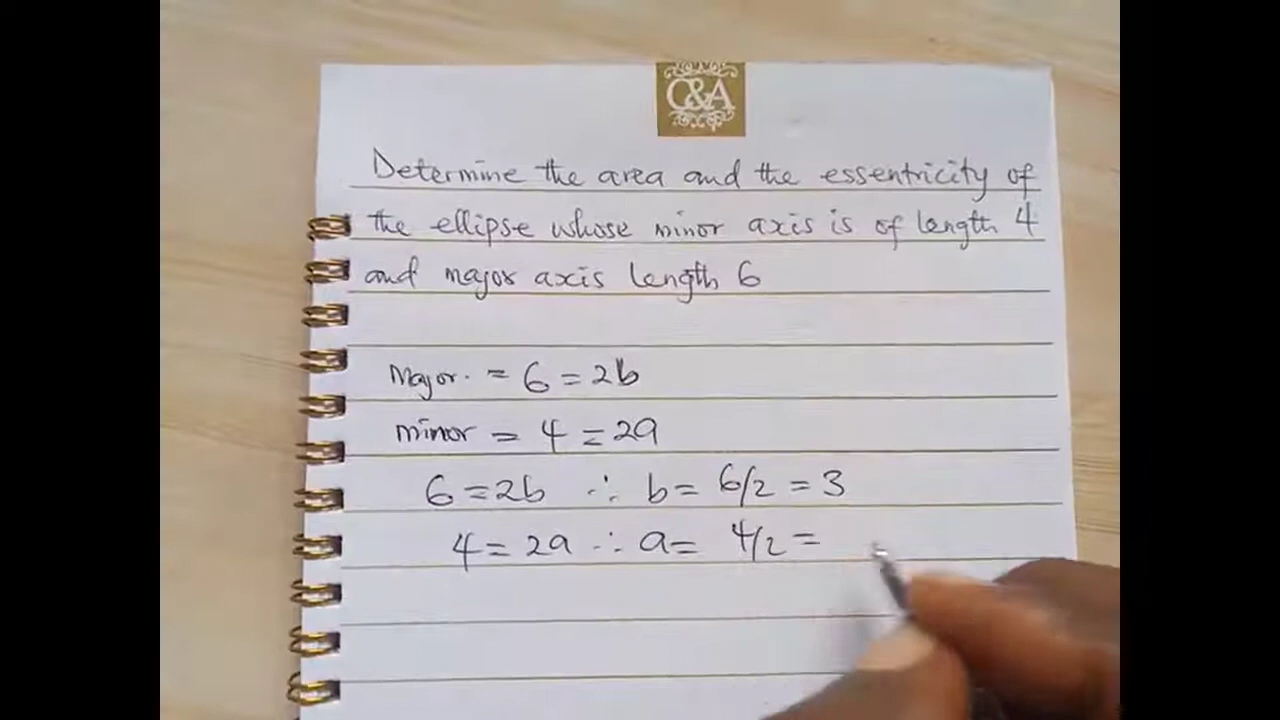 C&A
Determine the area and the essentricity of
the ellipse whose minor axis is of length 4
and major axis length 6
Major. = 6 = 2b
minor = 4 = 2a
6 = 2b ∴ b = 6/2 = 3
4 = 2a ∴ a = 4/2 =